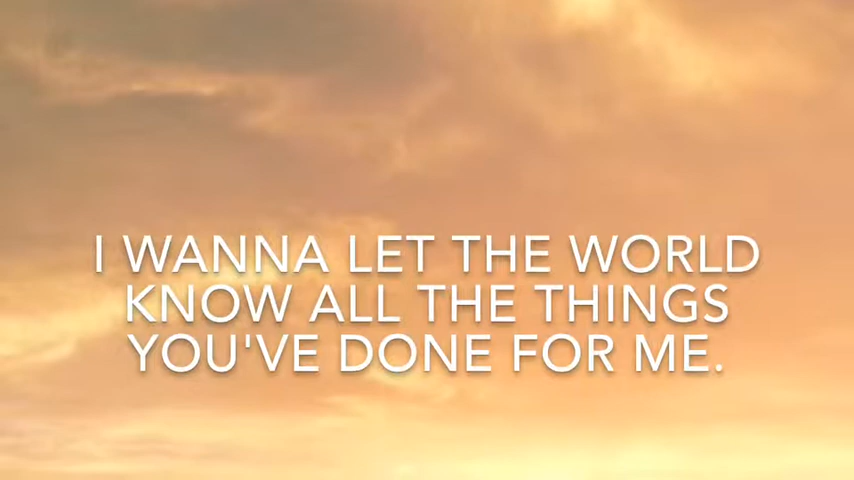 I WANNA LET THE WORLD
KNOW ALL THE THINGS
YOU'VE DONE FOR ME.